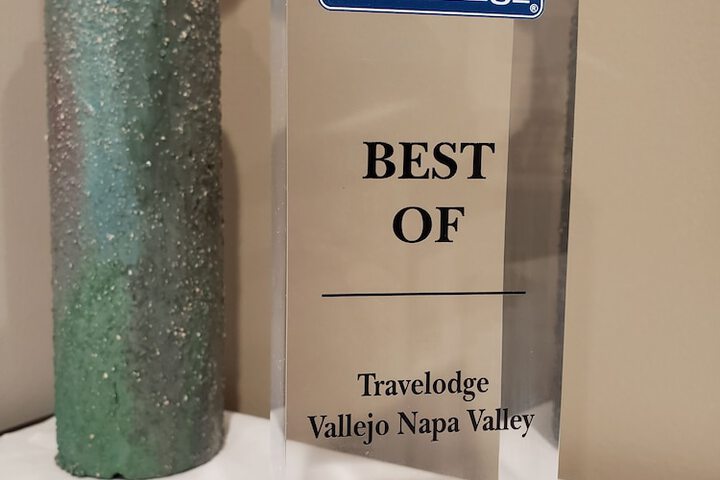 BEST
OF
Travelodge
Vallejo Napa Valley